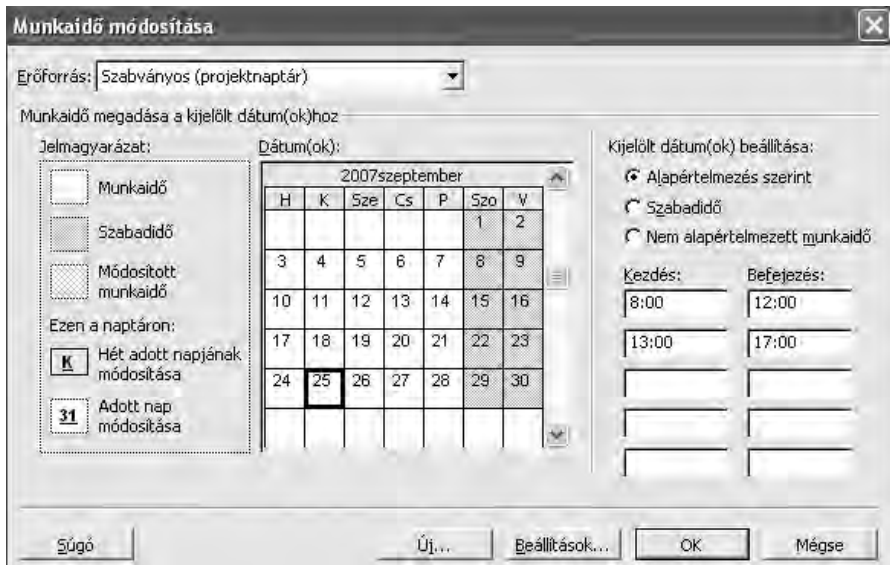 Munkaidő módosítása
Erőforrás: Szabványos (projektnaptár)
Munkaidő megadása a kijelölt dátum(ok)hoz
Jelmagyarázat:
Munkaidő
Szabadidő
Módosított
munkaidő
Ezen a naptáron:
K Hét adott napjának
módosítása
31 Adott nap
módosítása
Dátum(ok):
2007szeptember
H K Sze Cs P Szo V
1 2
3 4 5 6 7 8 9
10 11 12 13 14 15 16
17 18 19 20 21 22 23
24 25 26 27 28 29 30
Kijelölt dátum(ok) beállítása:
Alapértelmezés szerint
Szabadidő
Nem alapértelmezett munkaidő
Kezdés: Befejezés:
8:00 12:00
13:00 17:00
Súgó Új... Beállítások... OK Mégse